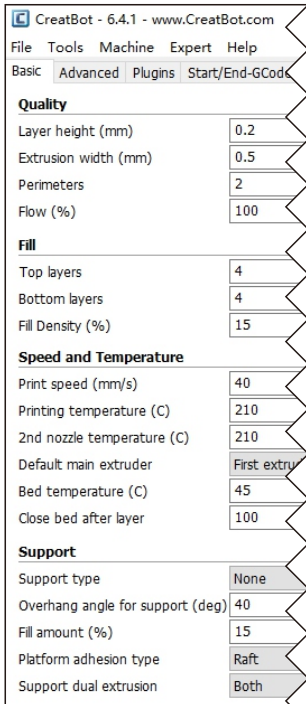 CreatBot - 6.4.1 - www.CreatBot.com
File Tools Machine Expert Help
Basic Advanced Plugins Start/End-GCode
Quality
Layer height (mm) 0.2
Extrusion width (mm) 0.5
Perimeters 2
Flow (%) 100
Fill
Top layers 4
Bottom layers 4
Fill Density (%) 15
Speed and Temperature
Print speed (mm/s) 40
Printing temperature (C) 210
2nd nozzle temperature (C) 210
Default main extruder First extru
Bed temperature (C) 45
Close bed after layer 100
Support
Support type None
Overhang angle for support (deg) 40
Fill amount (%) 15
Platform adhesion type Raft
Support dual extrusion Both